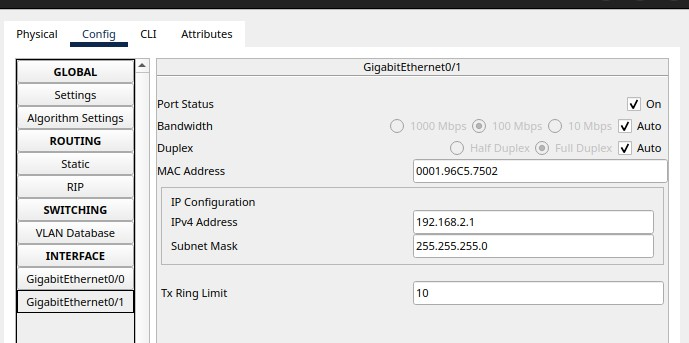 Physical Config CLI Attributes
GLOBAL
Settings
Algorithm Settings
ROUTING
Static
RIP
SWITCHING
VLAN Database
INTERFACE
GigabitEthernet0/0
GigabitEthernet0/1
GigabitEthernet0/1
Port Status On
Bandwidth 1000 Mbps 100 Mbps 10 Mbps Auto
Duplex Half Duplex Full Duplex Auto
MAC Address 0001.96C5.7502
IP Configuration
IPv4 Address 192.168.2.1
Subnet Mask 255.255.255.0
Tx Ring Limit 10